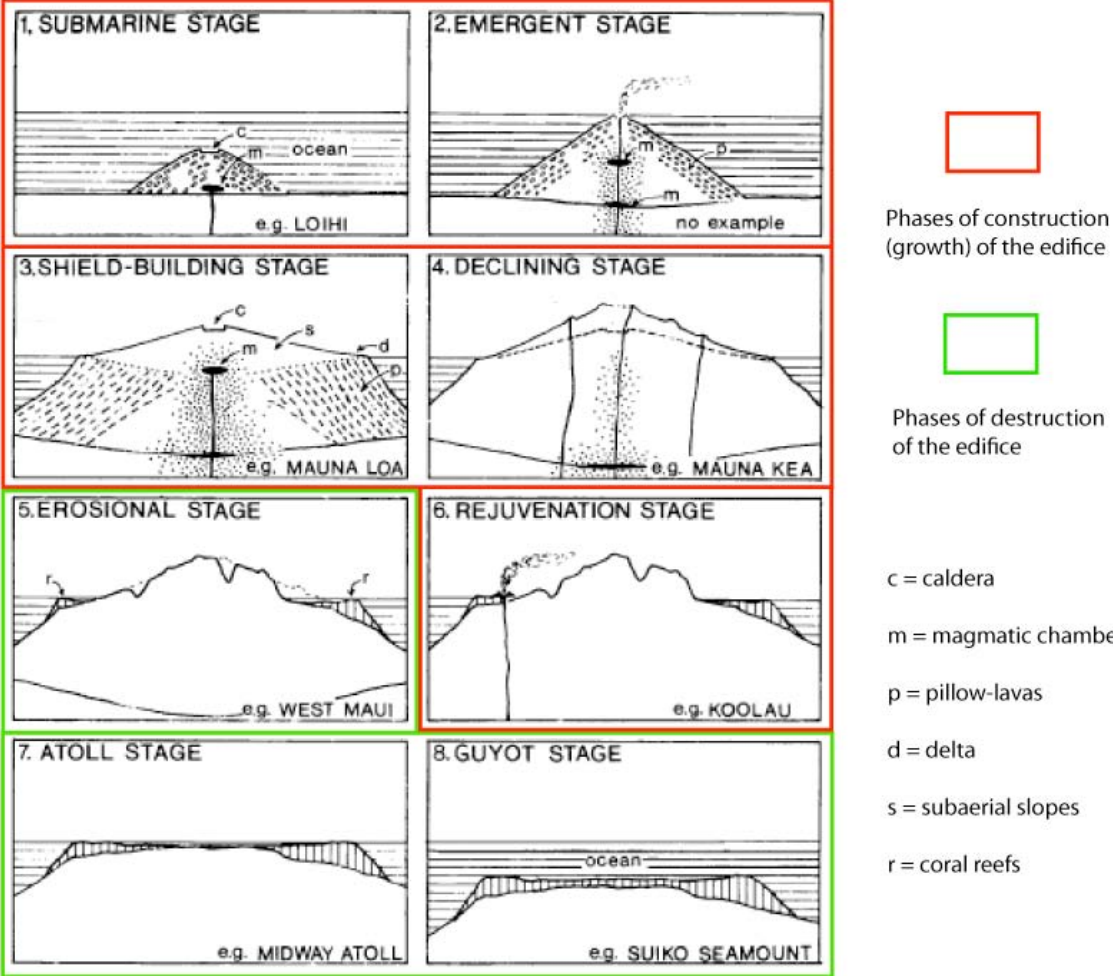 1, SUBMARINE STAGE
c
m
ocean
e.g. LOIHI
2. EMERGENT STAGE
m
p
m
no example
3. SHIELD-BUILDING STAGE
c
s
m
d
p
e.g. MAUNA LOA
4. DECLINING STAGE
e.g. MAUNA KEA
5. EROSIONAL STAGE
r
r
e.g. WEST MAUI
6. REJUVENATION STAGE
e.g. KOOLAU
7. ATOLL STAGE
e.g. MIDWAY ATOLL
8. GUYOT STAGE
ocean
e.g. SUIKO SEAMOUNT
Phases of construction
(growth) of the edifice
Phases of destruction
of the edifice
c = caldera
m = magmatic chambe
p = pillow-lavas
d = delta
s = subaerial slopes
r = coral reefs